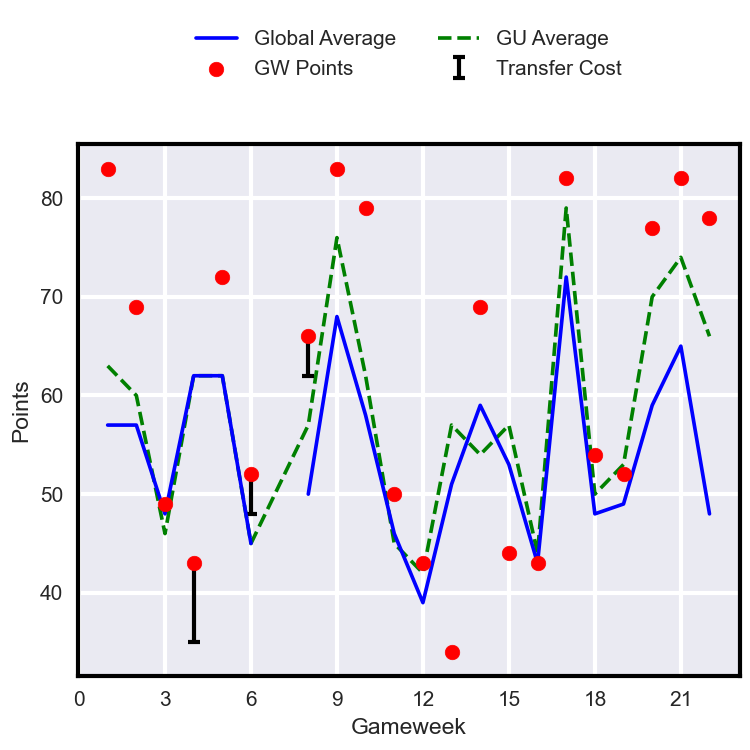 Global Average GU Average
GW Points Transfer Cost
80
70
60
50
40
Points
0 3 6 9 12 15 18 21
Gameweek